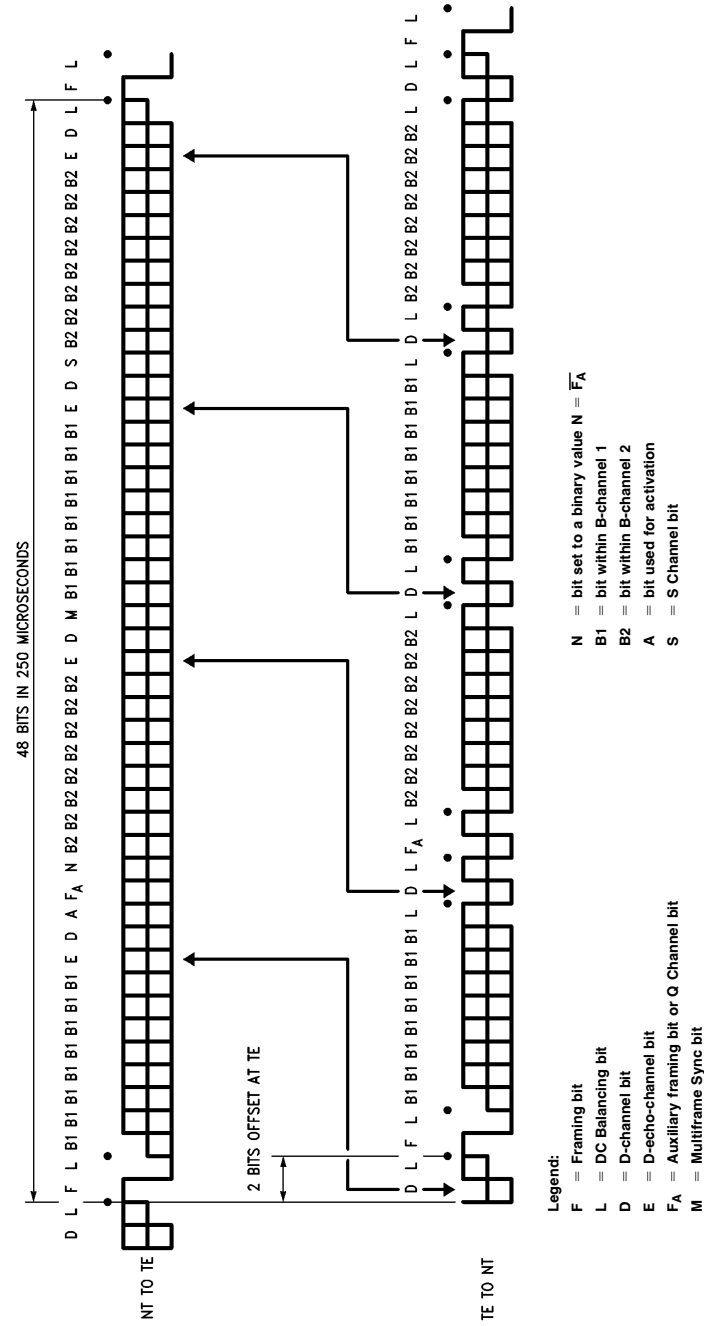 48 BITS IN 250 MICROSECONDS
D L F L B1 B1 B1 B1 B1 B1 B1 B1 E D A FA N B2 B2 B2 B2 B2 B2 B2 B2 E D M B1 B1 B1 B1 B1 B1 B1 B1 E D S B2 B2 B2 B2 B2 B2 B2 B2 E D L F L
NT TO TE
2 BITS OFFSET AT TE
D L F L B1 B1 B1 B1 B1 B1 B1 B1 L D L FA L B2 B2 B2 B2 B2 B2 B2 B2 L D L B1 B1 B1 B1 B1 B1 B1 B1 L D L B2 B2 B2 B2 B2 B2 B2 B2 L D L F L
TE TO NT
Legend:
F = Framing bit
L = DC Balancing bit
D = D-channel bit
E = D-echo-channel bit
FA = Auxiliary framing bit or Q Channel bit
M = Multiframe Sync bit
N = bit set to a binary value N = F̅A̅
B1 = bit within B-channel 1
B2 = bit within B-channel 2
A = bit used for activation
S = S Channel bit